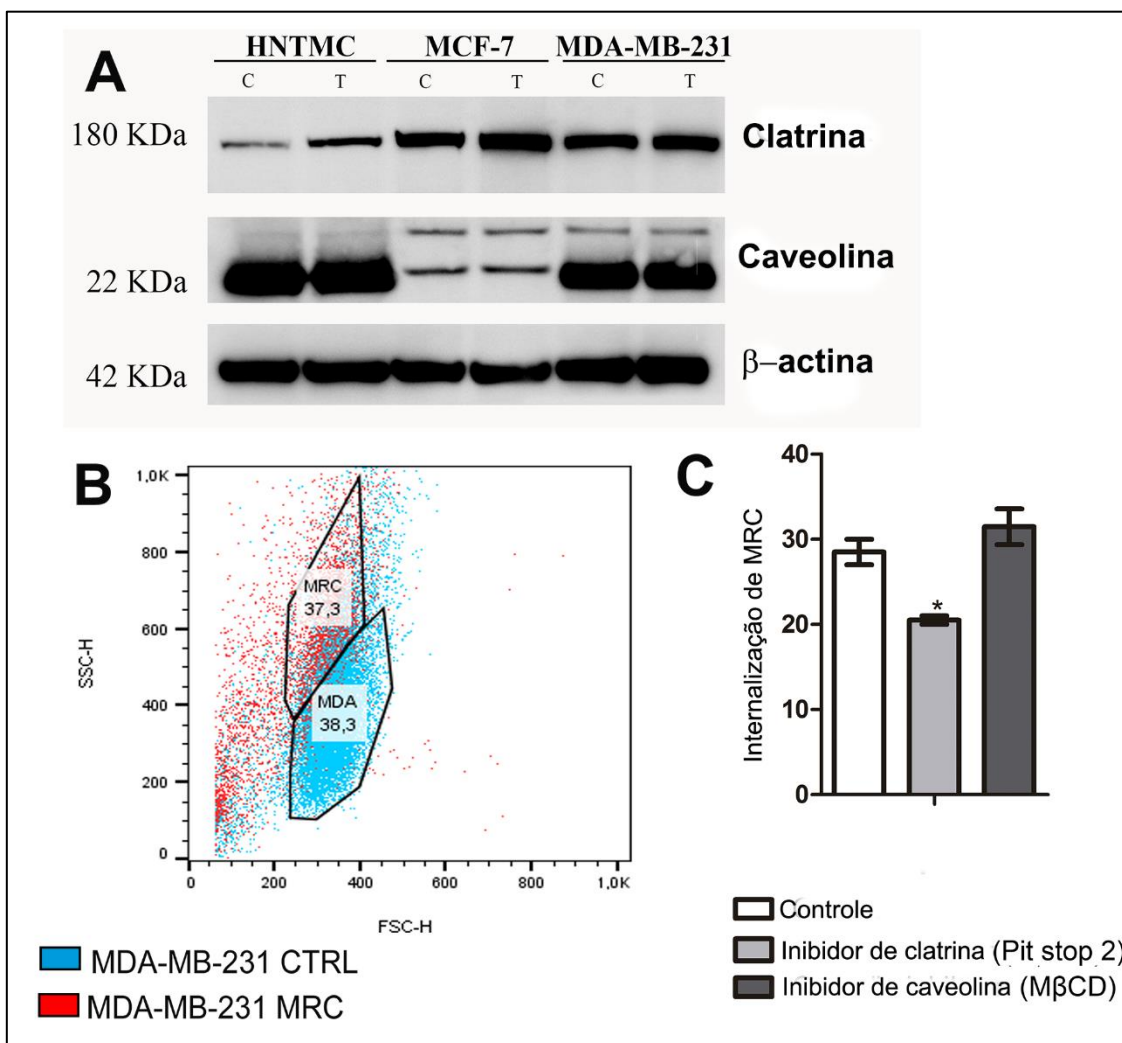 A
HNTMC MCF-7 MDA-MB-231
C T C T C T
180 KDa Clatrina
22 KDa Caveolina
42 KDa β-actina
B
SSC-H
1,0K
800
600
400
200
0
MRC
37,3
MDA
38,3
0 200 400 600 800 1,0K
FSC-H
MDA-MB-231 CTRL
MDA-MB-231 MRC
C
Internalização de MRC
40
30
20
10
0
*
Controle
Inibidor de clatrina (Pit stop 2)
Inibidor de caveolina (MβCD)